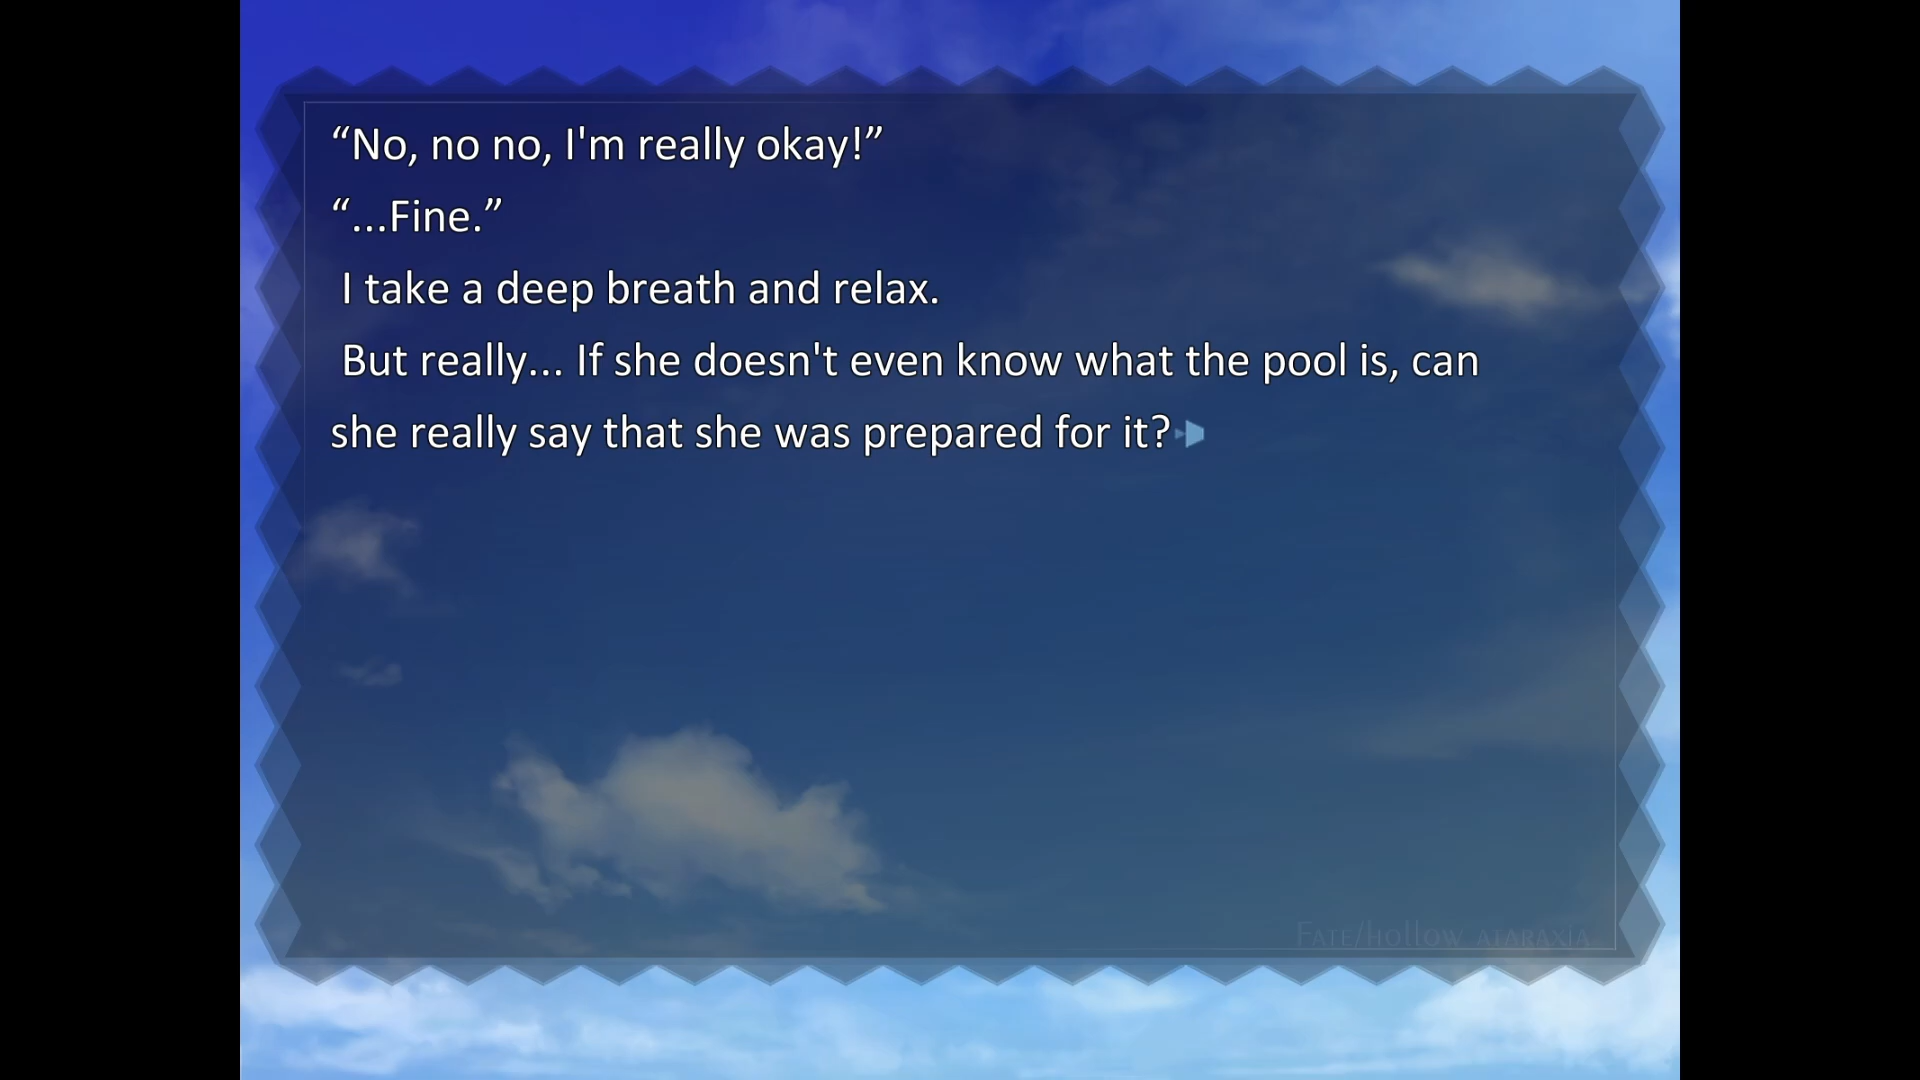 “No, no no, I'm really okay!”
“...Fine.”
I take a deep breath and relax.
But really... If she doesn't even know what the pool is, can
she really say that she was prepared for it?
Fate/hollow ataraxia